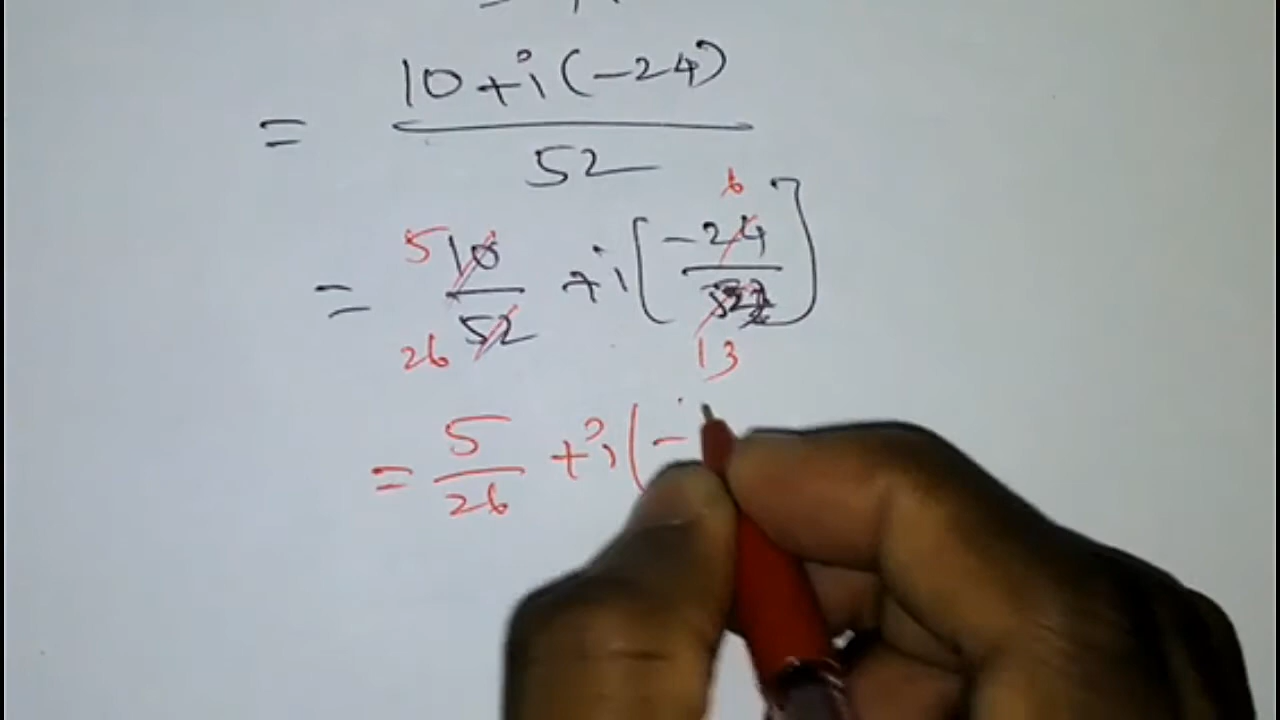 = 10 + i (-24)
52
= 5 10 + i [ -24 6 ]
26 52 52 13
= 5 + i ( -
26